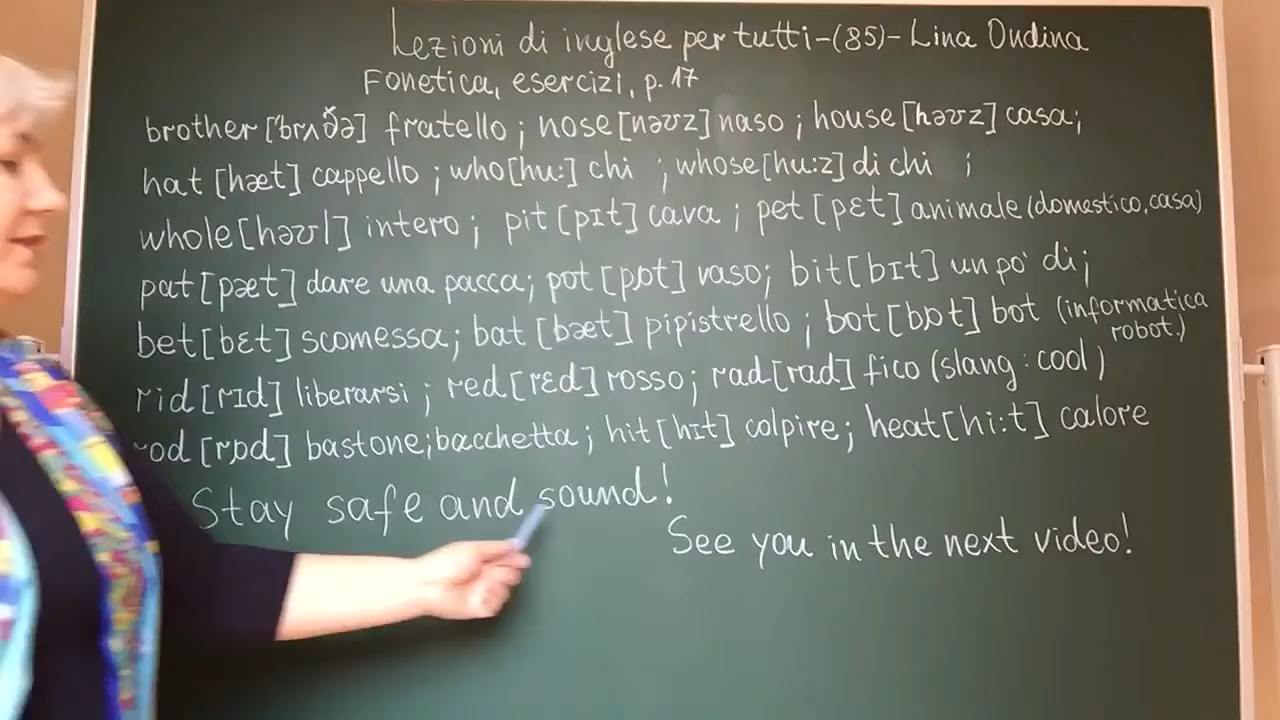 Lezioni di inglese per tutti-(85)- Lina Ondina
Fonetica, esercizi, p. 17
brother ['brʌðə] fratello ; nose [nəʊz] naso ; house [həʊz] casa;
hat [hæt] cappello ; who [hu:] chi ; whose [hu:z] di chi ;
whole [həʊl] intero ; pit [pɪt] cava ; pet [pɛt] animale (domestico, casa)
pat [pæt] dare una pacca; pot [pɒt] vaso; bit [bɪt] un po' di;
bet [bɛt] scomessa; bat [bæt] pipistrello ; bot [bɒt] bot (informatica
robot.)
rid [rɪd] liberarsi ; red [rɛd] rosso; rad [rad] fico (slang : cool )
rod [rɒd] bastone; bacchetta ; hit [hɪt] colpire; heat [hi:t] calore
Stay safe and sound!
See you in the next video!